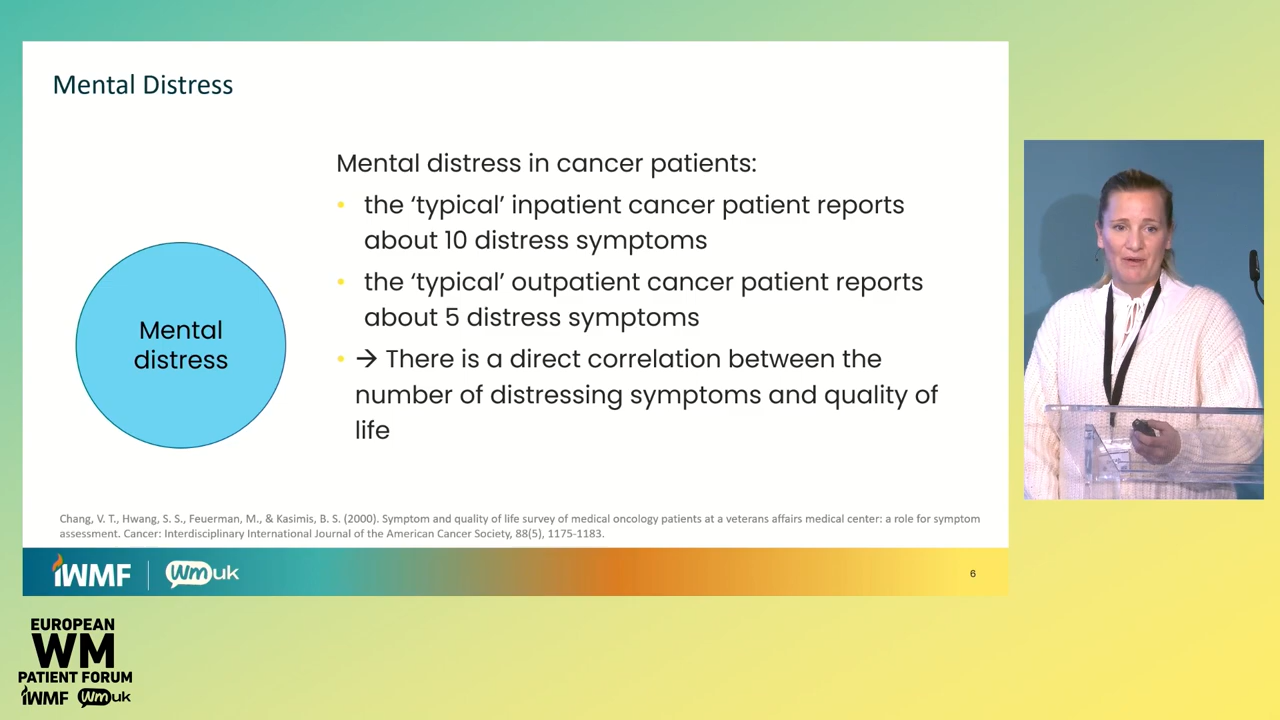 Mental Distress
Mental distress in cancer patients:
• the ‘typical’ inpatient cancer patient reports
about 10 distress symptoms
• the ‘typical’ outpatient cancer patient reports
about 5 distress symptoms
• → There is a direct correlation between the
number of distressing symptoms and quality of
life
Mental
distress
Chang, V. T., Hwang, S. S., Feuerman, M., & Kasimis, B. S. (2000). Symptom and quality of life survey of medical oncology patients at a veterans affairs medical center: a role for symptom
assessment. Cancer: Interdisciplinary International Journal of the American Cancer Society, 88(5), 1175-1183.
iWMF
Wmuk
6
EUROPEAN
WM
PATIENT FORUM
iWMF Wmuk